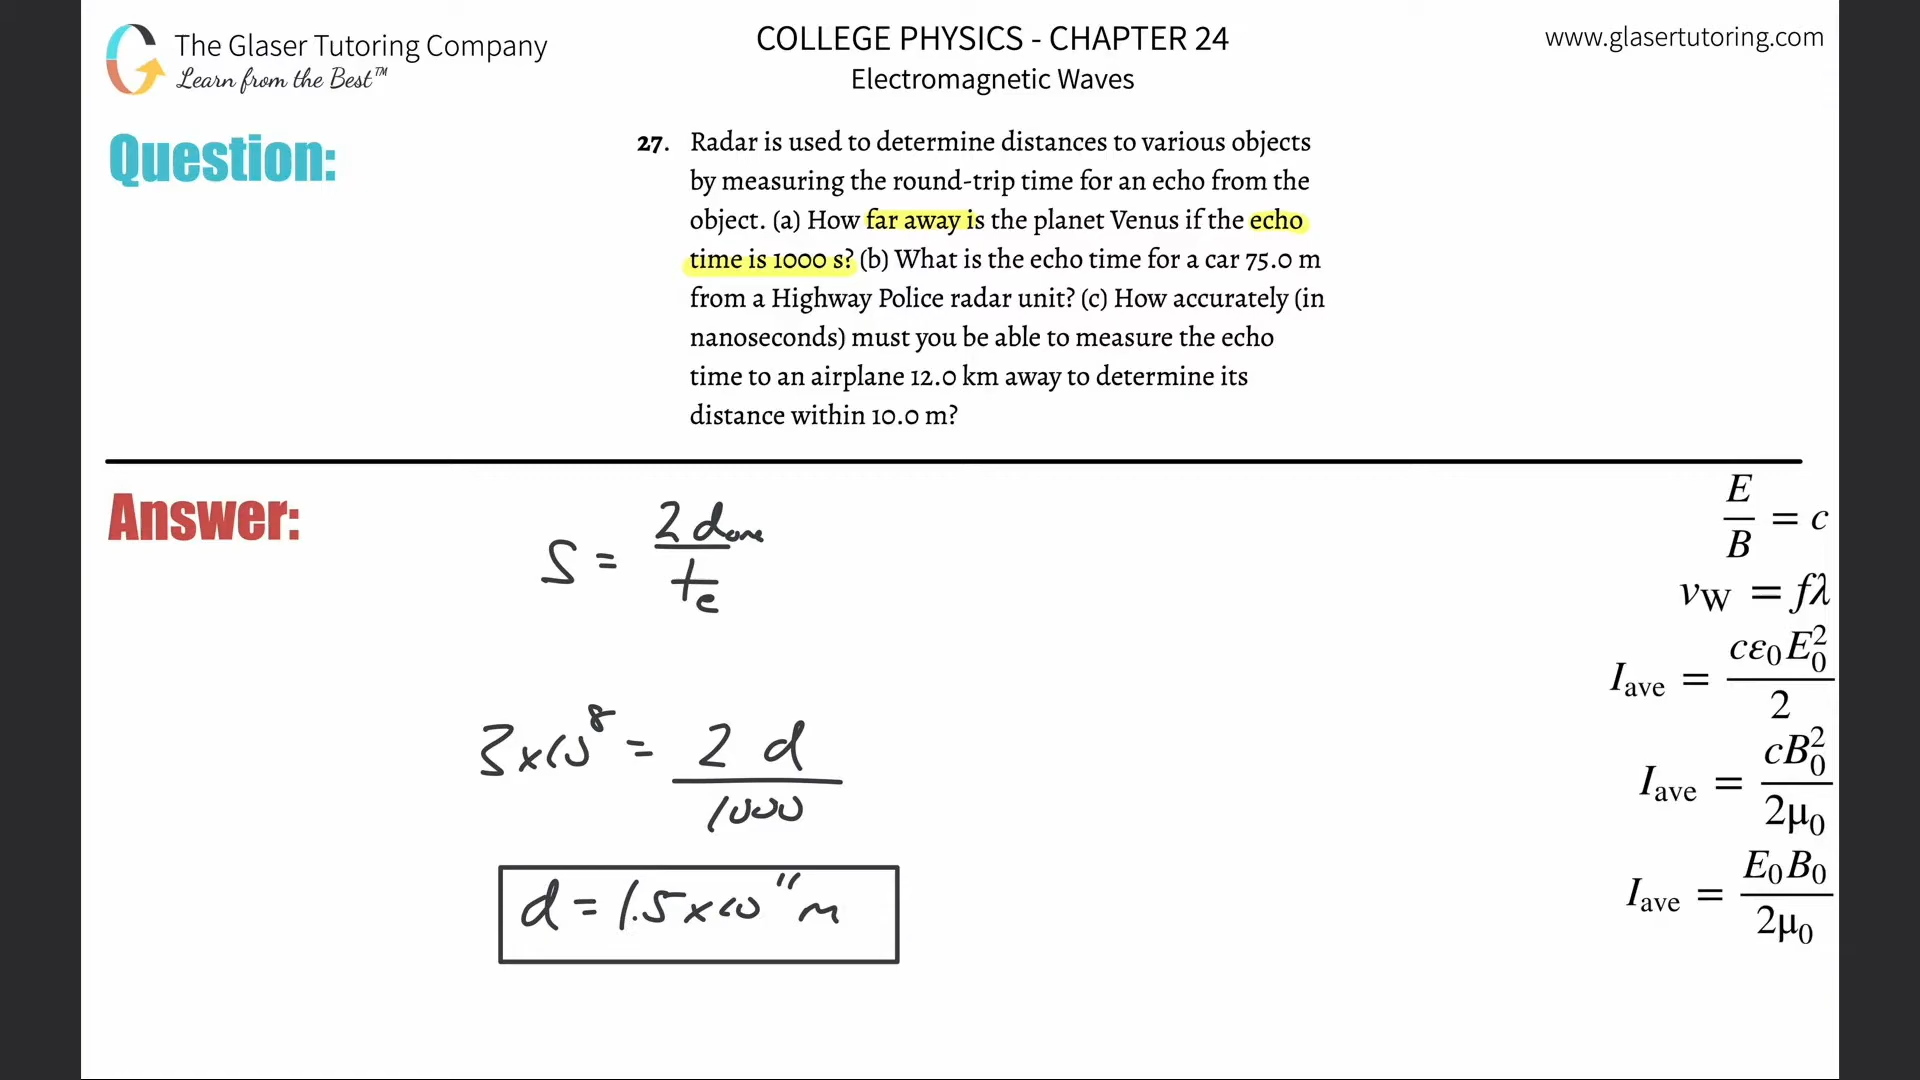 The Glaser Tutoring Company
Learn from the Best™
COLLEGE PHYSICS - CHAPTER 24
Electromagnetic Waves
www.glasertutoring.com
Question:
27. Radar is used to determine distances to various objects
by measuring the round-trip time for an echo from the
object. (a) How far away is the planet Venus if the echo
time is 1000 s? (b) What is the echo time for a car 75.0 m
from a Highway Police radar unit? (c) How accurately (in
nanoseconds) must you be able to measure the echo
time to an airplane 12.0 km away to determine its
distance within 10.0 m?
Answer:
S = 2 d_one / t_e
3 x 10^8 = 2 d / 1000
d = 1.5 x 10^11 m
E / B = c
v_W = fλ
I_ave = cε₀E₀² / 2
I_ave = cB₀² / 2μ₀
I_ave = E₀B₀ / 2μ₀